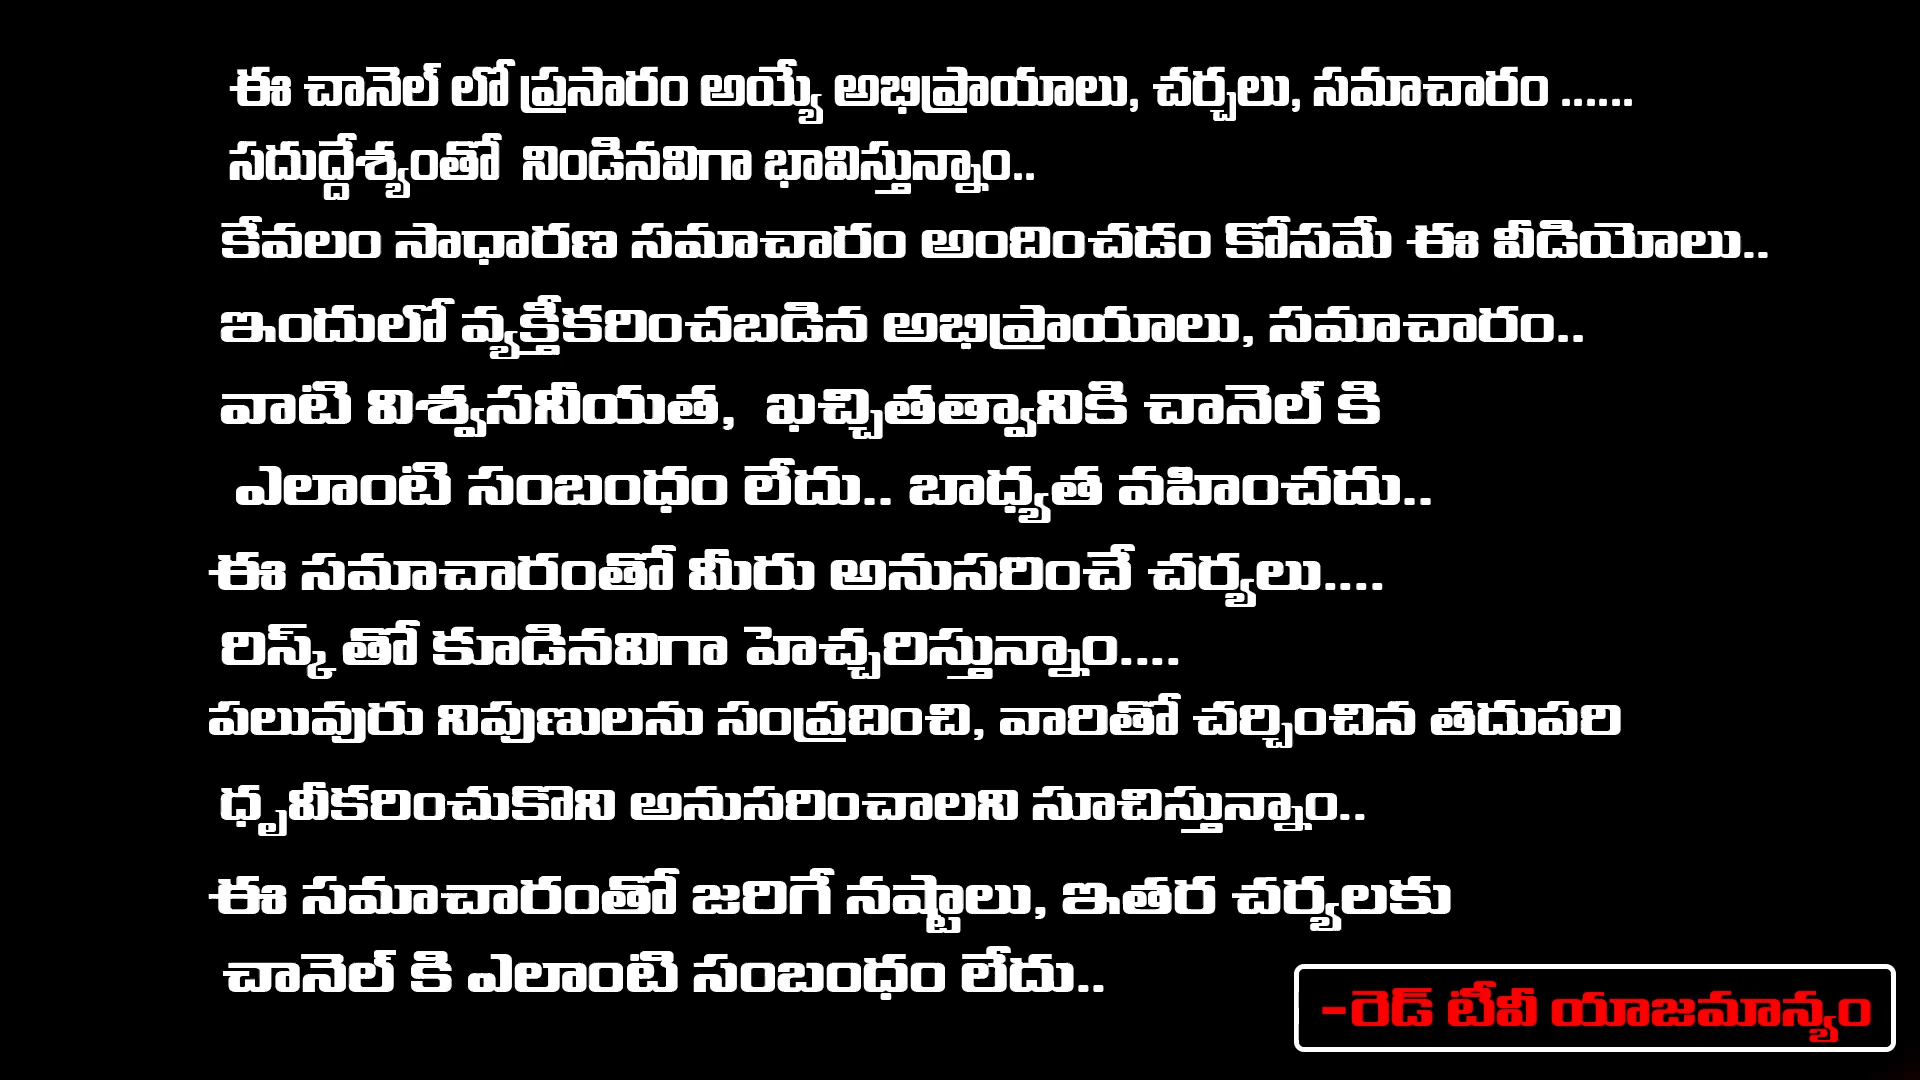 ఈ చానెల్ లో ప్రసారం అయ్యే అభిప్రాయాలు, చర్చలు, సమాచారం ......
సదుద్దేశ్యంతో నిండినవిగా భావిస్తున్నాం..
కేవలం సాధారణ సమాచారం అందించడం కోసమే ఈ వీడియోలు..
ఇందులో వ్యక్తీకరించబడిన అభిప్రాయాలు, సమాచారం..
వాటి విశ్వసనీయత, ఖచ్చితత్వానికి చానెల్ కి
ఎలాంటి సంబంధం లేదు.. బాధ్యత వహించదు..
ఈ సమాచారంతో మీరు అనుసరించే చర్యలు....
రిస్క్ తో కూడినవిగా హెచ్చరిస్తున్నాం....
పలువురు నిపుణులను సంప్రదించి, వారితో చర్చించిన తదుపరి
ధృవీకరించుకొని అనుసరించాలని సూచిస్తున్నాం..
ఈ సమాచారంతో జరిగే నష్టాలు, ఇతర చర్యలకు
చానెల్ కి ఎలాంటి సంబంధం లేదు..
-రెడ్ టీవీ యాజమాన్యం